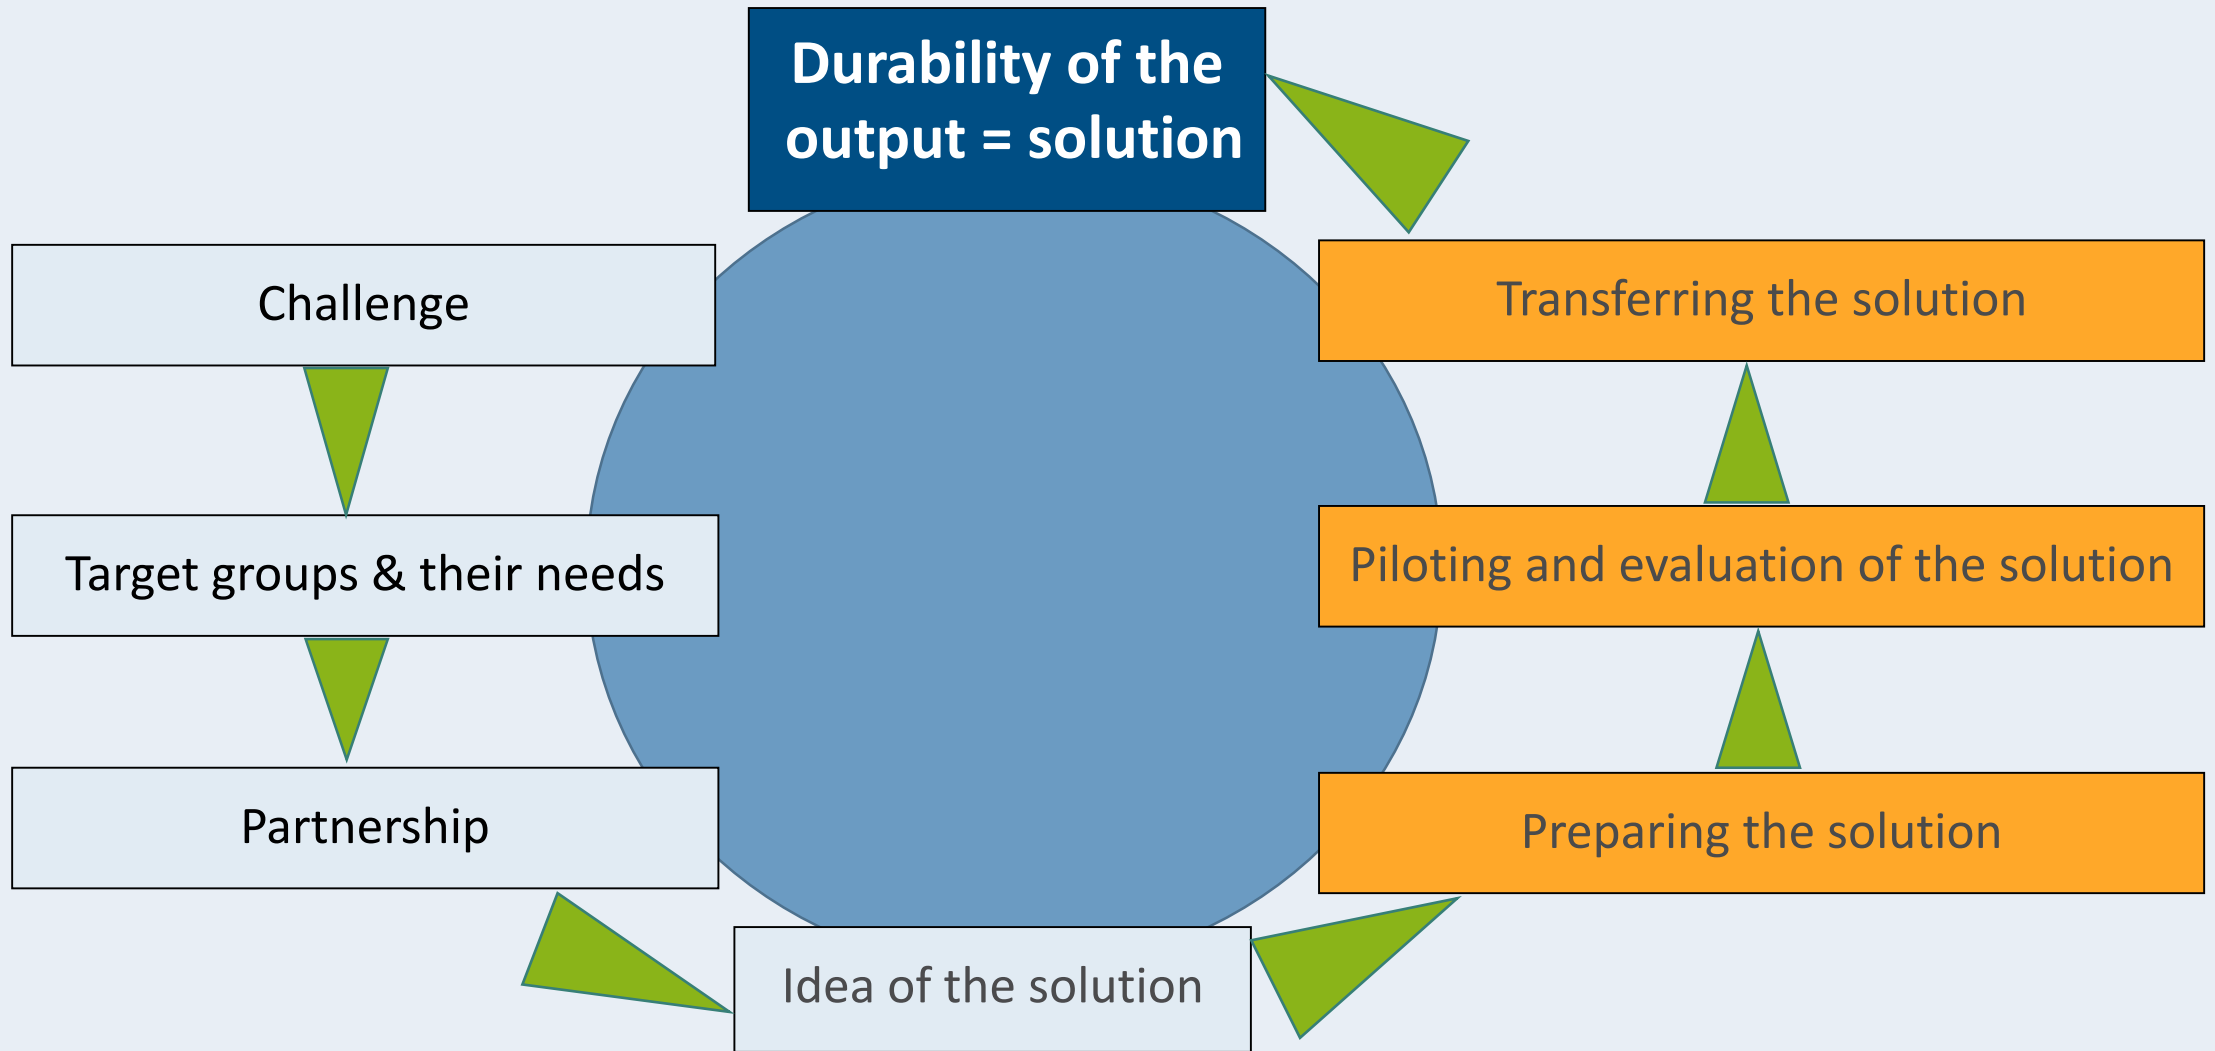 Durability of the
output = solution
Challenge
Target groups & their needs
Partnership
Idea of the solution
Preparing the solution
Piloting and evaluation of the solution
Transferring the solution